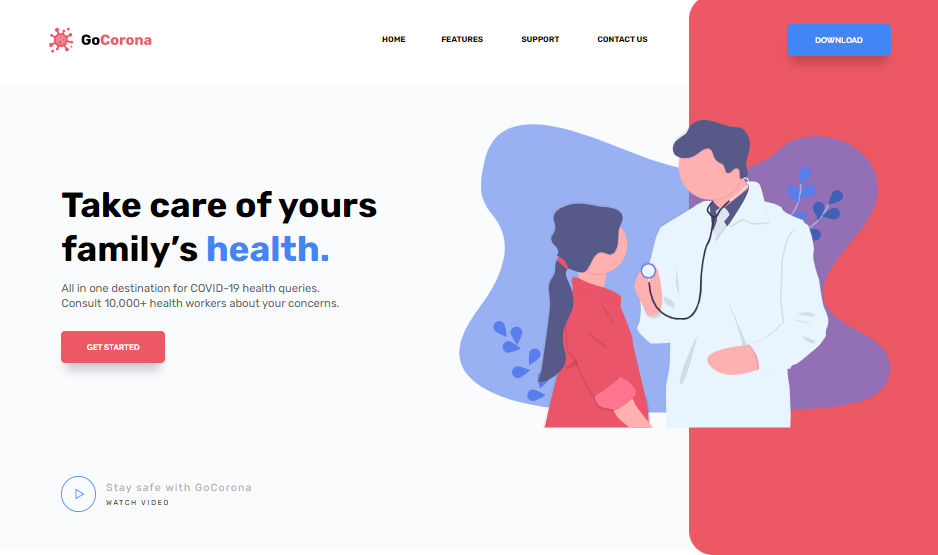 GoCorona
HOME FEATURES SUPPORT CONTACT US
DOWNLOAD
Take care of yours
family’s health.
All in one destination for COVID-19 health queries.
Consult 10,000+ health workers about your concerns.
GET STARTED
Stay safe with GoCorona
WATCH VIDEO